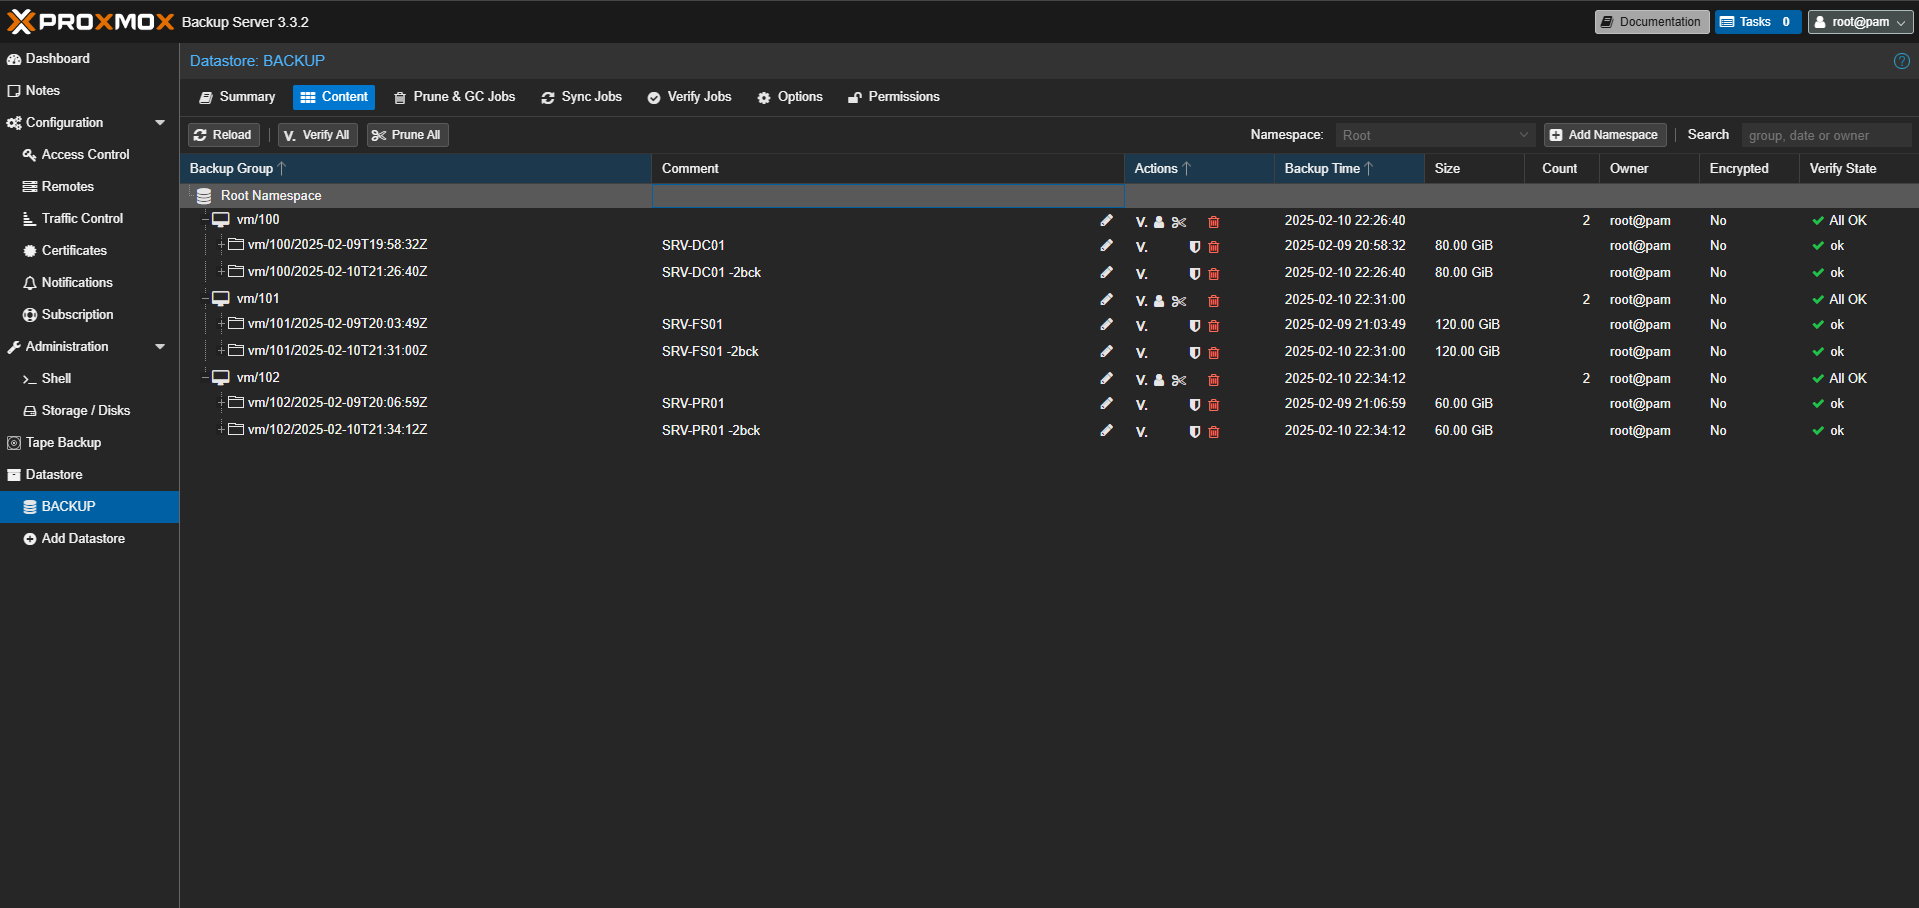 PROXMOX Backup Server 3.3.2 Documentation Tasks 0 root@pam
Dashboard
Notes
Configuration
Access Control
Remotes
Traffic Control
Certificates
Notifications
Subscription
Administration
Shell
Storage / Disks
Tape Backup
Datastore
BACKUP
Add Datastore
Datastore: BACKUP
Summary Content Prune & GC Jobs Sync Jobs Verify Jobs Options Permissions
Reload V. Verify All Prune All Namespace: Root Add Namespace Search group, date or owner
Backup Group Comment Actions Backup Time Size Count Owner Encrypted Verify State
Root Namespace
vm/100 V. 2025-02-10 22:26:40 2 root@pam No All OK
vm/100/2025-02-09T19:58:32Z SRV-DC01 V. 2025-02-09 20:58:32 80.00 GiB root@pam No ok
vm/100/2025-02-10T21:26:40Z SRV-DC01 -2bck V. 2025-02-10 22:26:40 80.00 GiB root@pam No ok
vm/101 V. 2025-02-10 22:31:00 2 root@pam No All OK
vm/101/2025-02-09T20:03:49Z SRV-FS01 V. 2025-02-09 21:03:49 120.00 GiB root@pam No ok
vm/101/2025-02-10T21:31:00Z SRV-FS01 -2bck V. 2025-02-10 22:31:00 120.00 GiB root@pam No ok
vm/102 V. 2025-02-10 22:34:12 2 root@pam No All OK
vm/102/2025-02-09T20:06:59Z SRV-PR01 V. 2025-02-09 21:06:59 60.00 GiB root@pam No ok
vm/102/2025-02-10T21:34:12Z SRV-PR01 -2bck V. 2025-02-10 22:34:12 60.00 GiB root@pam No ok